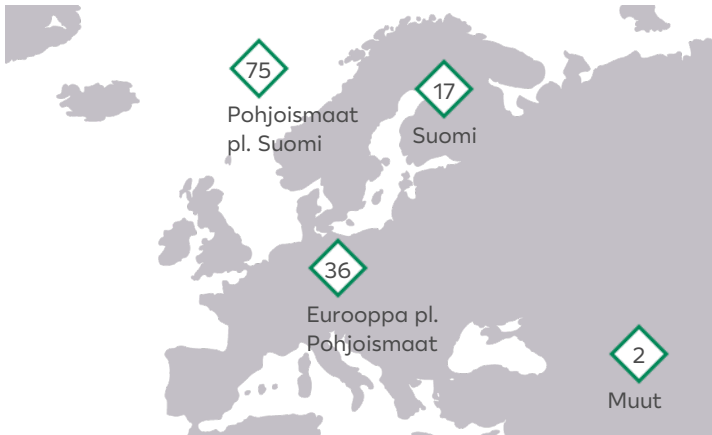 75
Pohjoismaat
pl. Suomi
17
Suomi
36
Eurooppa pl.
Pohjoismaat
2
Muut